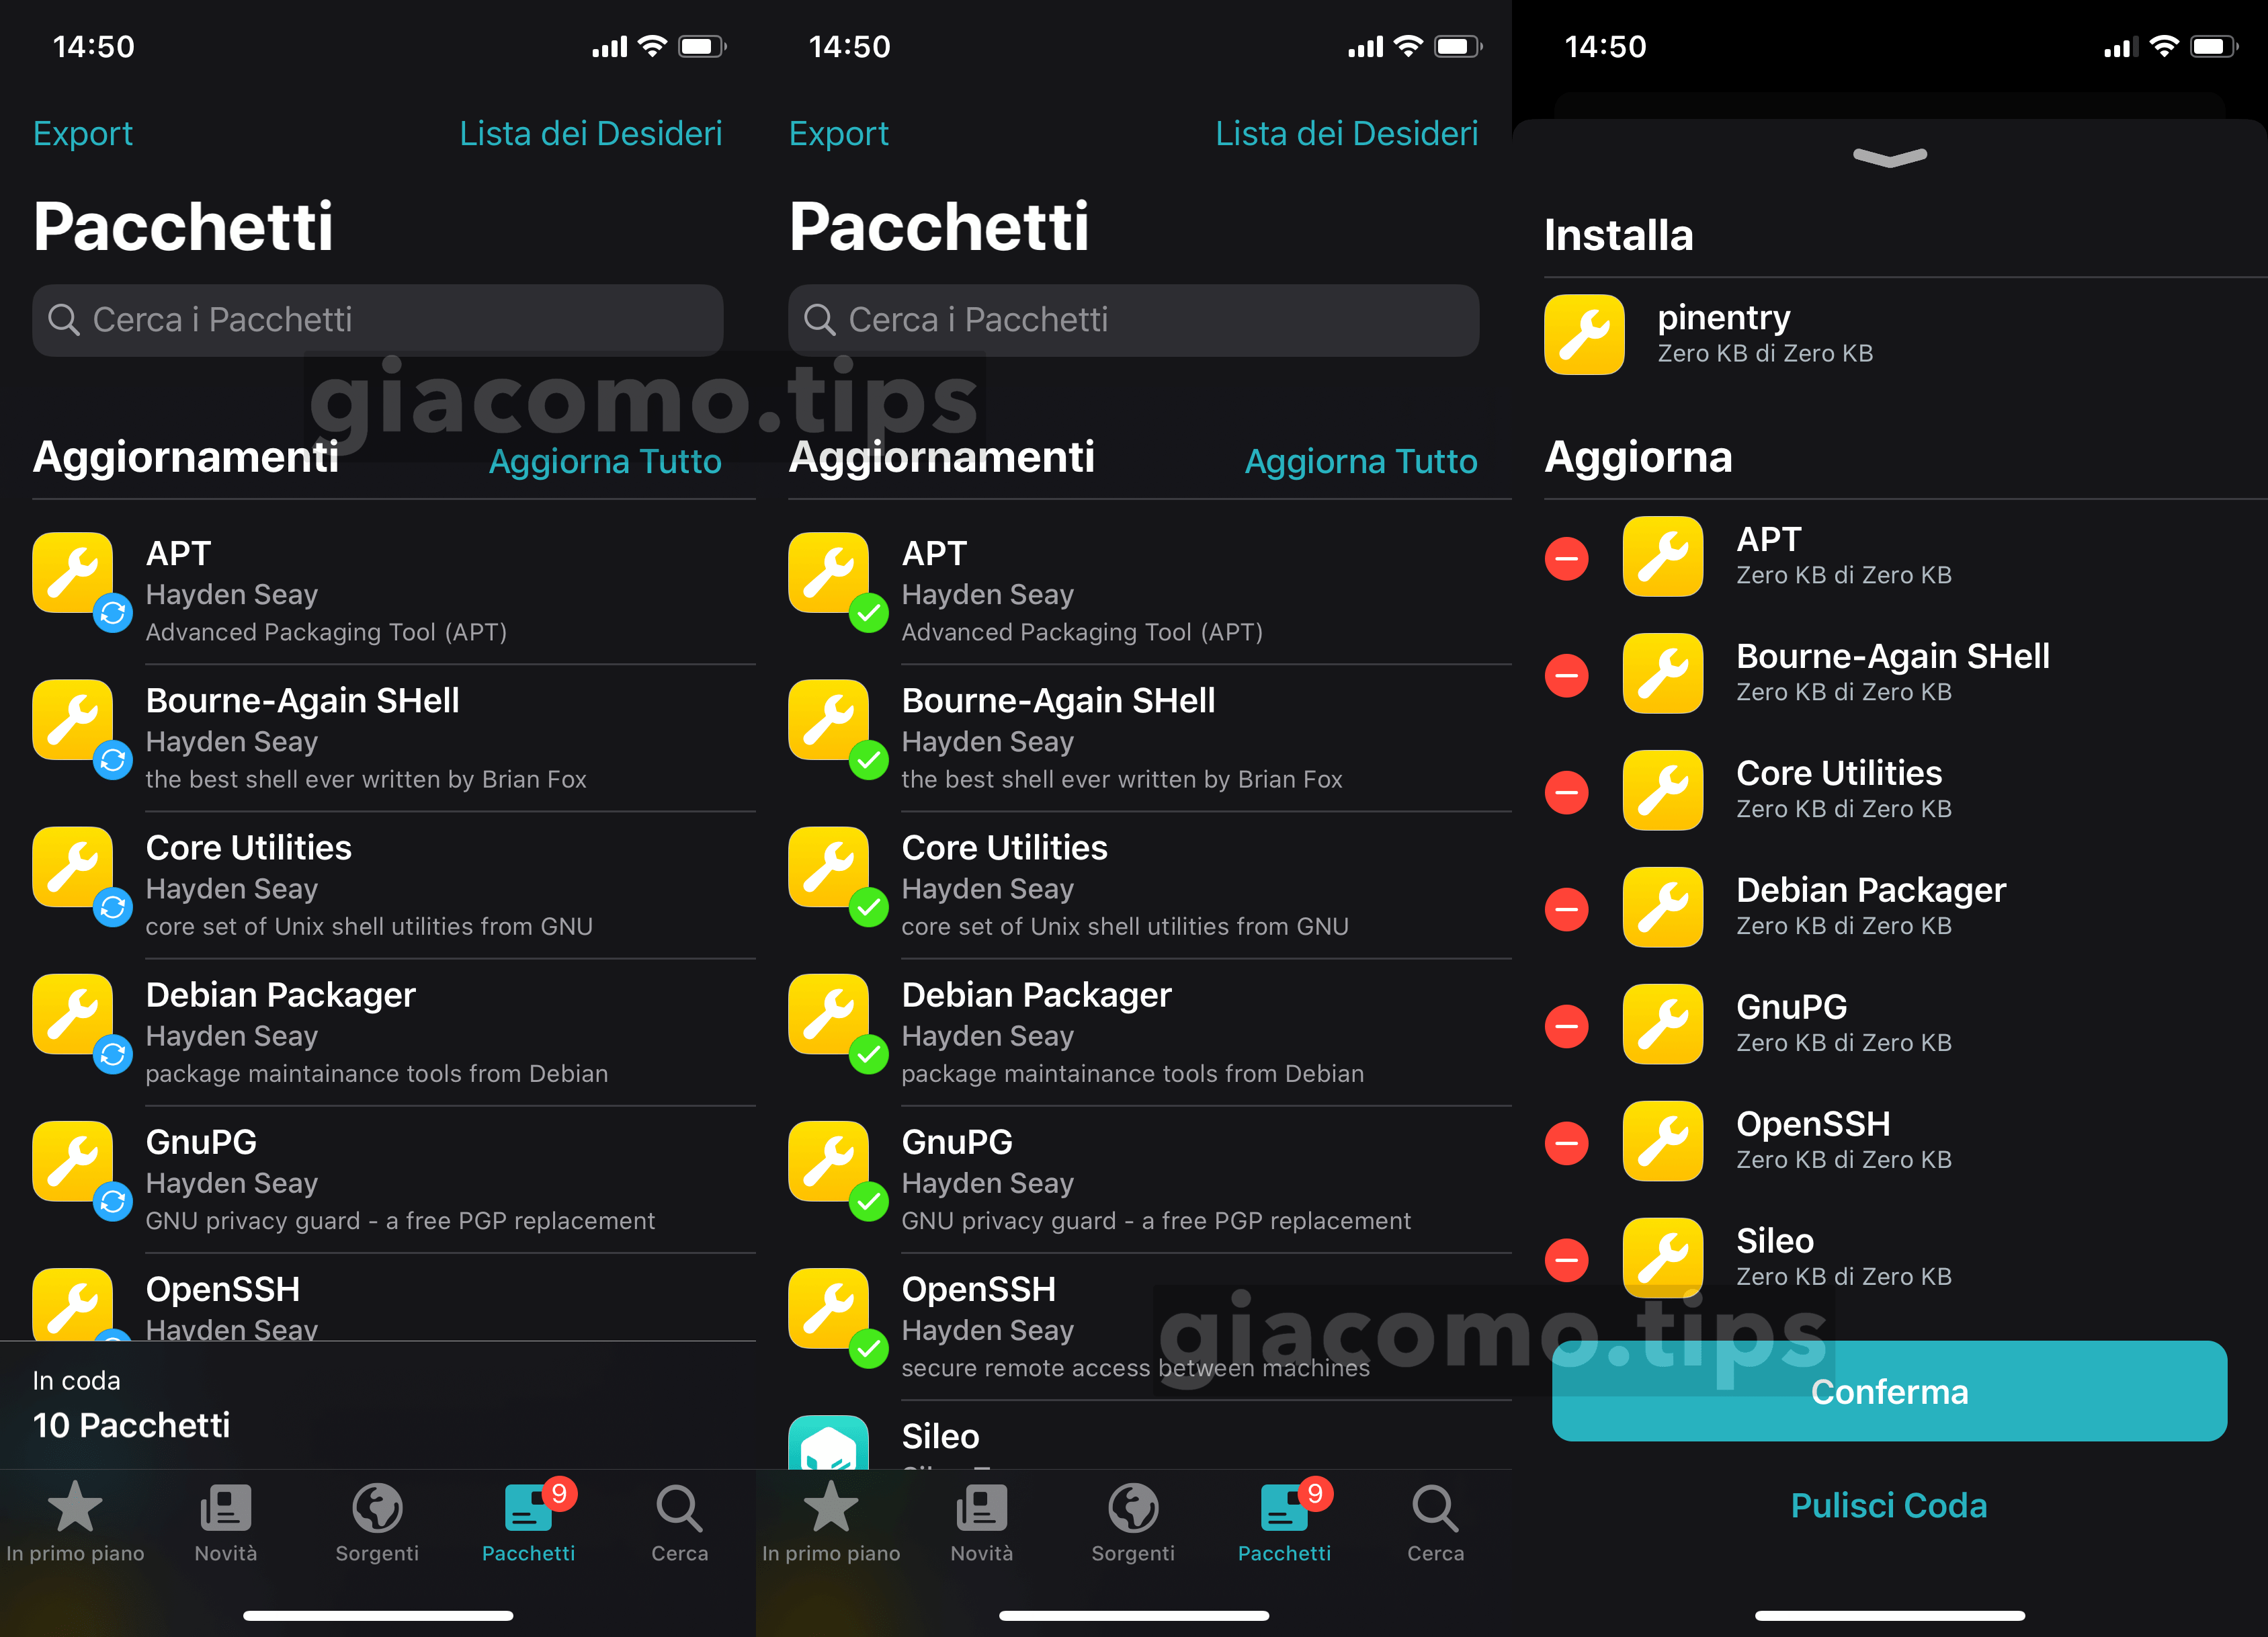 14:50
Export
Lista dei Desideri
Pacchetti
Cerca i Pacchetti
Aggiornamenti
Aggiorna Tutto
APT
Hayden Seay
Advanced Packaging Tool (APT)
Bourne-Again SHell
Hayden Seay
the best shell ever written by Brian Fox
Core Utilities
Hayden Seay
core set of Unix shell utilities from GNU
Debian Packager
Hayden Seay
package maintainance tools from Debian
GnuPG
Hayden Seay
GNU privacy guard - a free PGP replacement
OpenSSH
Hayden Seay
In coda
10 Pacchetti
9
In primo piano
Novità
Sorgenti
Pacchetti
Cerca
giacomo.tips
14:50
Export
Lista dei Desideri
Pacchetti
Cerca i Pacchetti
Aggiornamenti
Aggiorna Tutto
APT
Hayden Seay
Advanced Packaging Tool (APT)
Bourne-Again SHell
Hayden Seay
the best shell ever written by Brian Fox
Core Utilities
Hayden Seay
core set of Unix shell utilities from GNU
Debian Packager
Hayden Seay
package maintainance tools from Debian
GnuPG
Hayden Seay
GNU privacy guard - a free PGP replacement
OpenSSH
Hayden Seay
secure remote access between machines
Sileo
9
In primo piano
Novità
Sorgenti
Pacchetti
Cerca
giacomo.tips
14:50
Installa
pinentry
Zero KB di Zero KB
Aggiorna
APT
Zero KB di Zero KB
Bourne-Again SHell
Zero KB di Zero KB
Core Utilities
Zero KB di Zero KB
Debian Packager
Zero KB di Zero KB
GnuPG
Zero KB di Zero KB
OpenSSH
Zero KB di Zero KB
Sileo
Zero KB di Zero KB
Conferma
Pulisci Coda